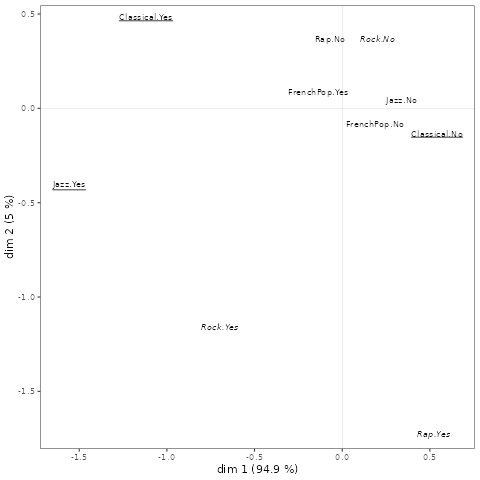 0.5
Classical.Yes
Rap.No
Rock.No
FrenchPop.Yes
Jazz.No
0.0
FrenchPop.No
Classical.No
Jazz.Yes
-0.5
dim 2 (5 %)
-1.0
Rock.Yes
-1.5
Rap.Yes
-1.5 -1.0 -0.5 0.0 0.5
dim 1 (94.9 %)